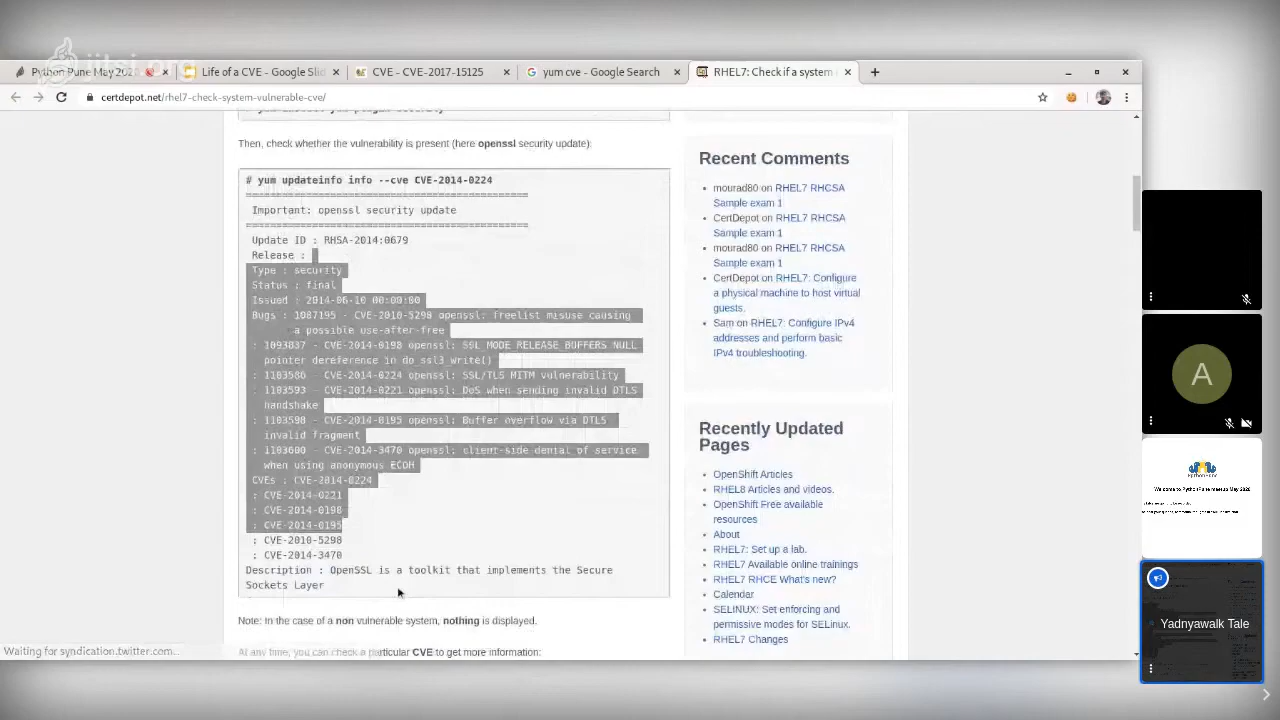 jitsi.org
Python Pune May 202
Life of a CVE - Google Slid
CVE - CVE-2017-15125
yum cve - Google Search
RHEL7: Check if a system
certdepot.net/rhel7-check-system-vulnerable-cve/
Then, check whether the vulnerability is present (here openssl security update):
# yum updateinfo info --cve CVE-2014-0224
===============================================
Important: openssl security update
===============================================
Update ID : RHSA-2014:0679
Release :
Type : security
Status : final
Issued : 2014-06-10 00:00:00
Bugs : 1087195 - CVE-2010-5298 openssl: freelist misuse causing
a possible use-after-free
: 1093837 - CVE-2014-0198 openssl: SSL_MODE_RELEASE_BUFFERS NULL
pointer dereference in do_ssl3_write()
: 1103586 - CVE-2014-0224 openssl: SSL/TLS MITM vulnerability
: 1103593 - CVE-2014-0221 openssl: DoS when sending invalid DTLS
handshake
: 1103598 - CVE-2014-0195 openssl: Buffer overflow via DTLS
invalid fragment
: 1103600 - CVE-2014-3470 openssl: client-side denial of service
when using anonymous ECDH
CVEs : CVE-2014-0224
: CVE-2014-0221
: CVE-2014-0198
: CVE-2014-0195
: CVE-2010-5298
: CVE-2014-3470
Description : OpenSSL is a toolkit that implements the Secure
Sockets Layer
Note: In the case of a non vulnerable system, nothing is displayed.
At any time, you can check a particular CVE to get more information:
Recent Comments
mourad80 on RHEL7 RHCSA
Sample exam 1
CertDepot on RHEL7 RHCSA
Sample exam 1
mourad80 on RHEL7 RHCSA
Sample exam 1
CertDepot on RHEL7: Configure
a physical machine to host virtual
guests.
Sam on RHEL7: Configure IPv4
addresses and perform basic
IPv4 troubleshooting.
Recently Updated
Pages
OpenShift Articles
RHEL8 Articles and videos.
OpenShift Free available
resources
About
RHEL7: Set up a lab.
RHEL7 Available online trainings
RHEL7 RHCE What's new?
Calendar
SELINUX: Set enforcing and
permissive modes for SELinux.
RHEL7 Changes
Waiting for syndication.twitter.com...
A
Welcome to PythonPune meetup May 2020
Yadnyawalk Tale